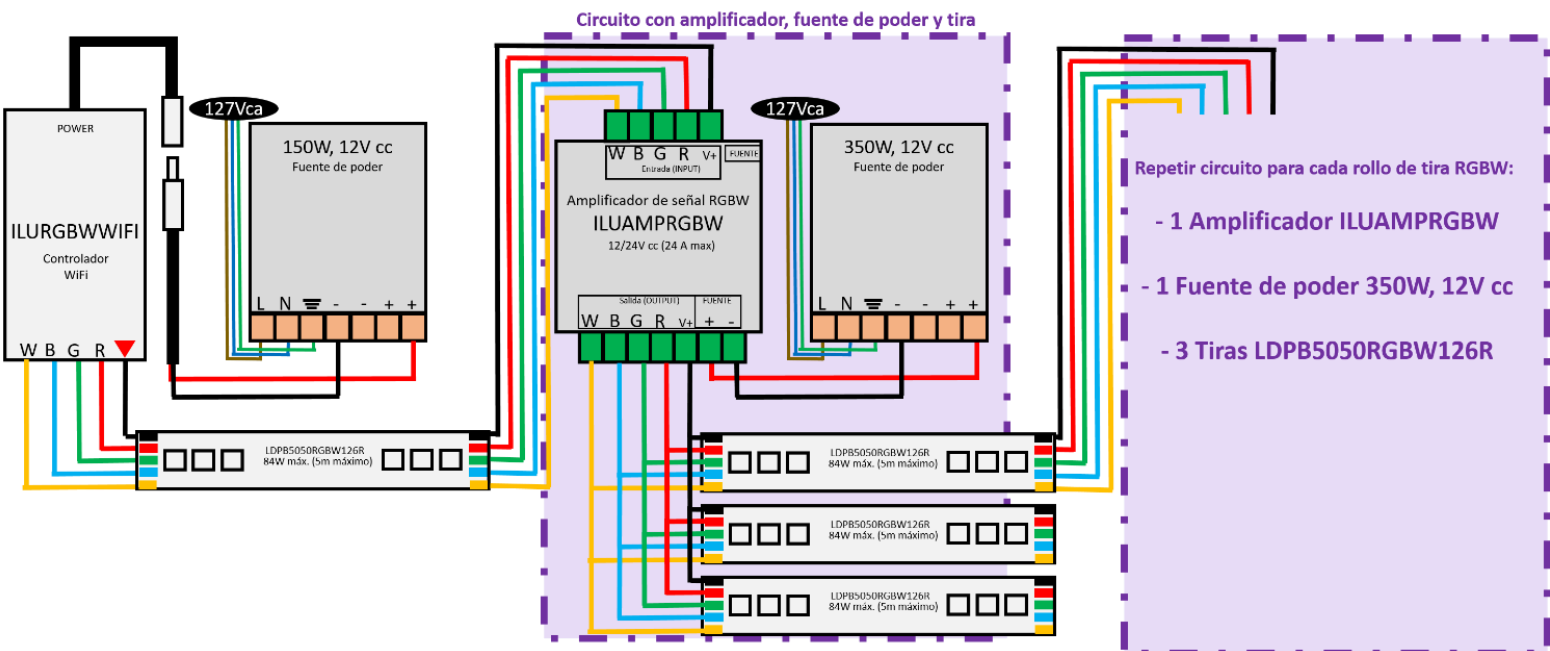 Circuito con amplificador, fuente de poder y tira
POWER
ILURGBWWIFI
Controlador
WiFi
W B G R
127Vca
150W, 12V cc
Fuente de poder
L N - - + +
LDPB5050RGBW126R
84W máx. (5m máximo)
W B G R V+ FUENTE
Entrada (INPUT)
Amplificador de señal RGBW
ILUAMPRGBW
12/24V cc (24 A max)
Salida (OUTPUT) FUENTE
W B G R V+ + -
127Vca
350W, 12V cc
Fuente de poder
L N - - + +
LDPB5050RGBW126R
84W máx. (5m máximo)
LDPB5050RGBW126R
84W máx. (5m máximo)
LDPB5050RGBW126R
84W máx. (5m máximo)
Repetir circuito para cada rollo de tira RGBW:
- 1 Amplificador ILUAMPRGBW
- 1 Fuente de poder 350W, 12V cc
- 3 Tiras LDPB5050RGBW126R